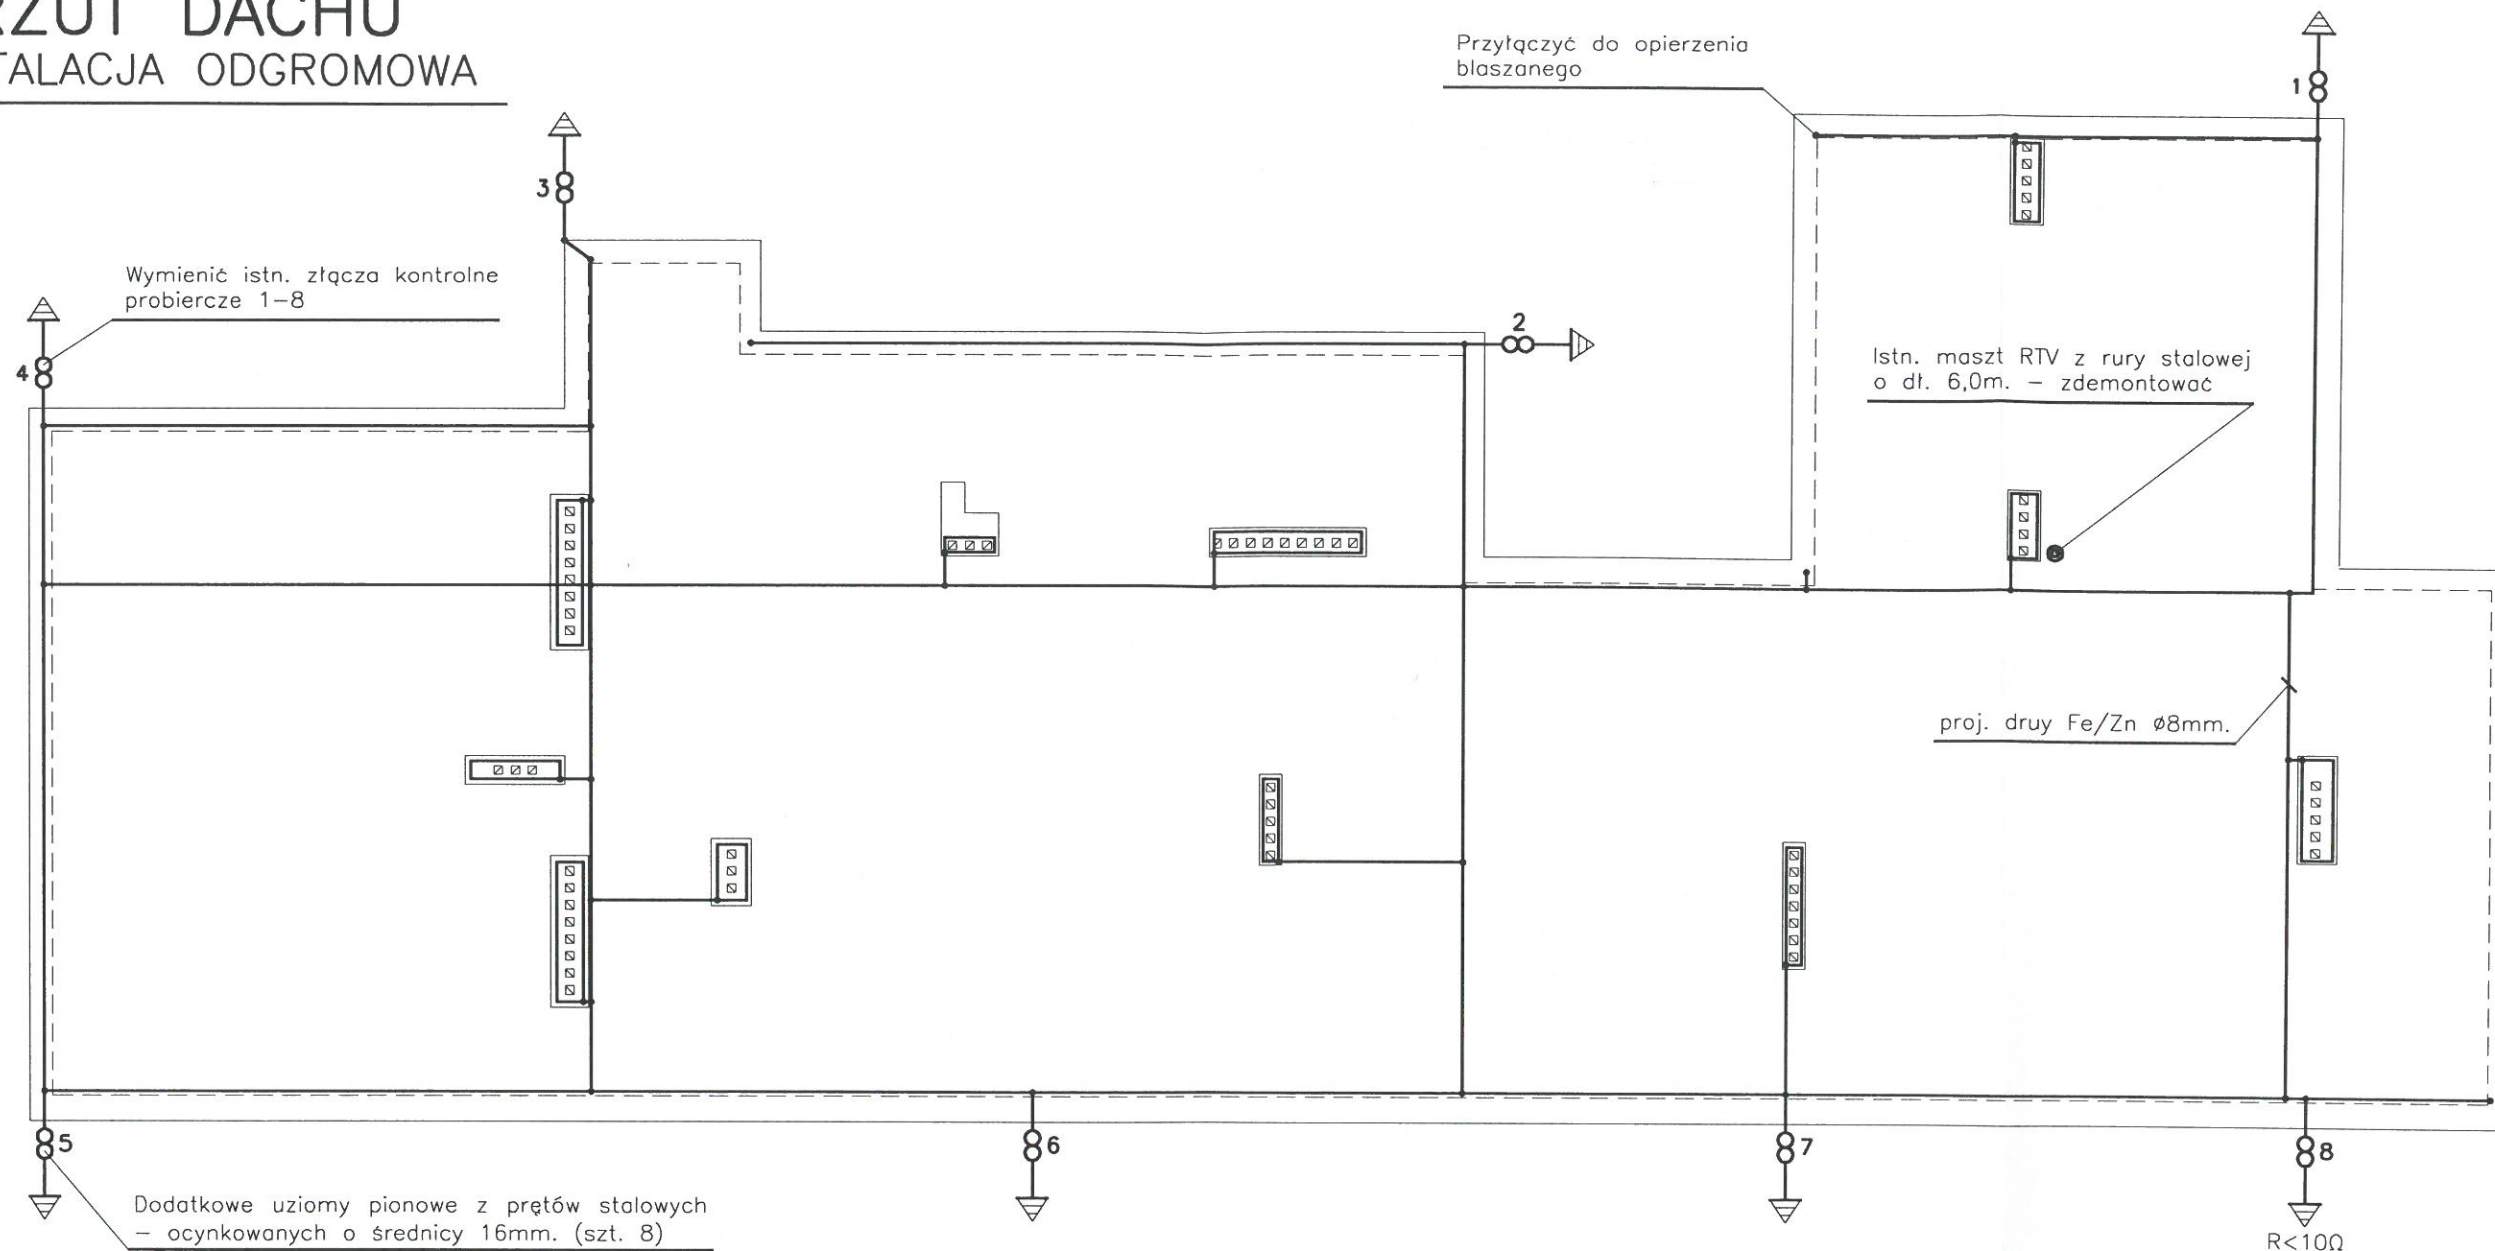 RZUT DACHU
TALACJA ODGROMOWA
Przyłączyć do opierzenia
blaszanego
1
3
Wymienić istn. złącza kontrolne
probiercze 1-8
2
4
Istn. maszt RTV z rury stalowej
o dł. 6,0m. - zdemontować
proj. druy Fe/Zn ø8mm.
5
6
7
8
Dodatkowe uziomy pionowe z prętów stalowych
- ocynkowanych o średnicy 16mm. (szt. 8)
R<10Ω